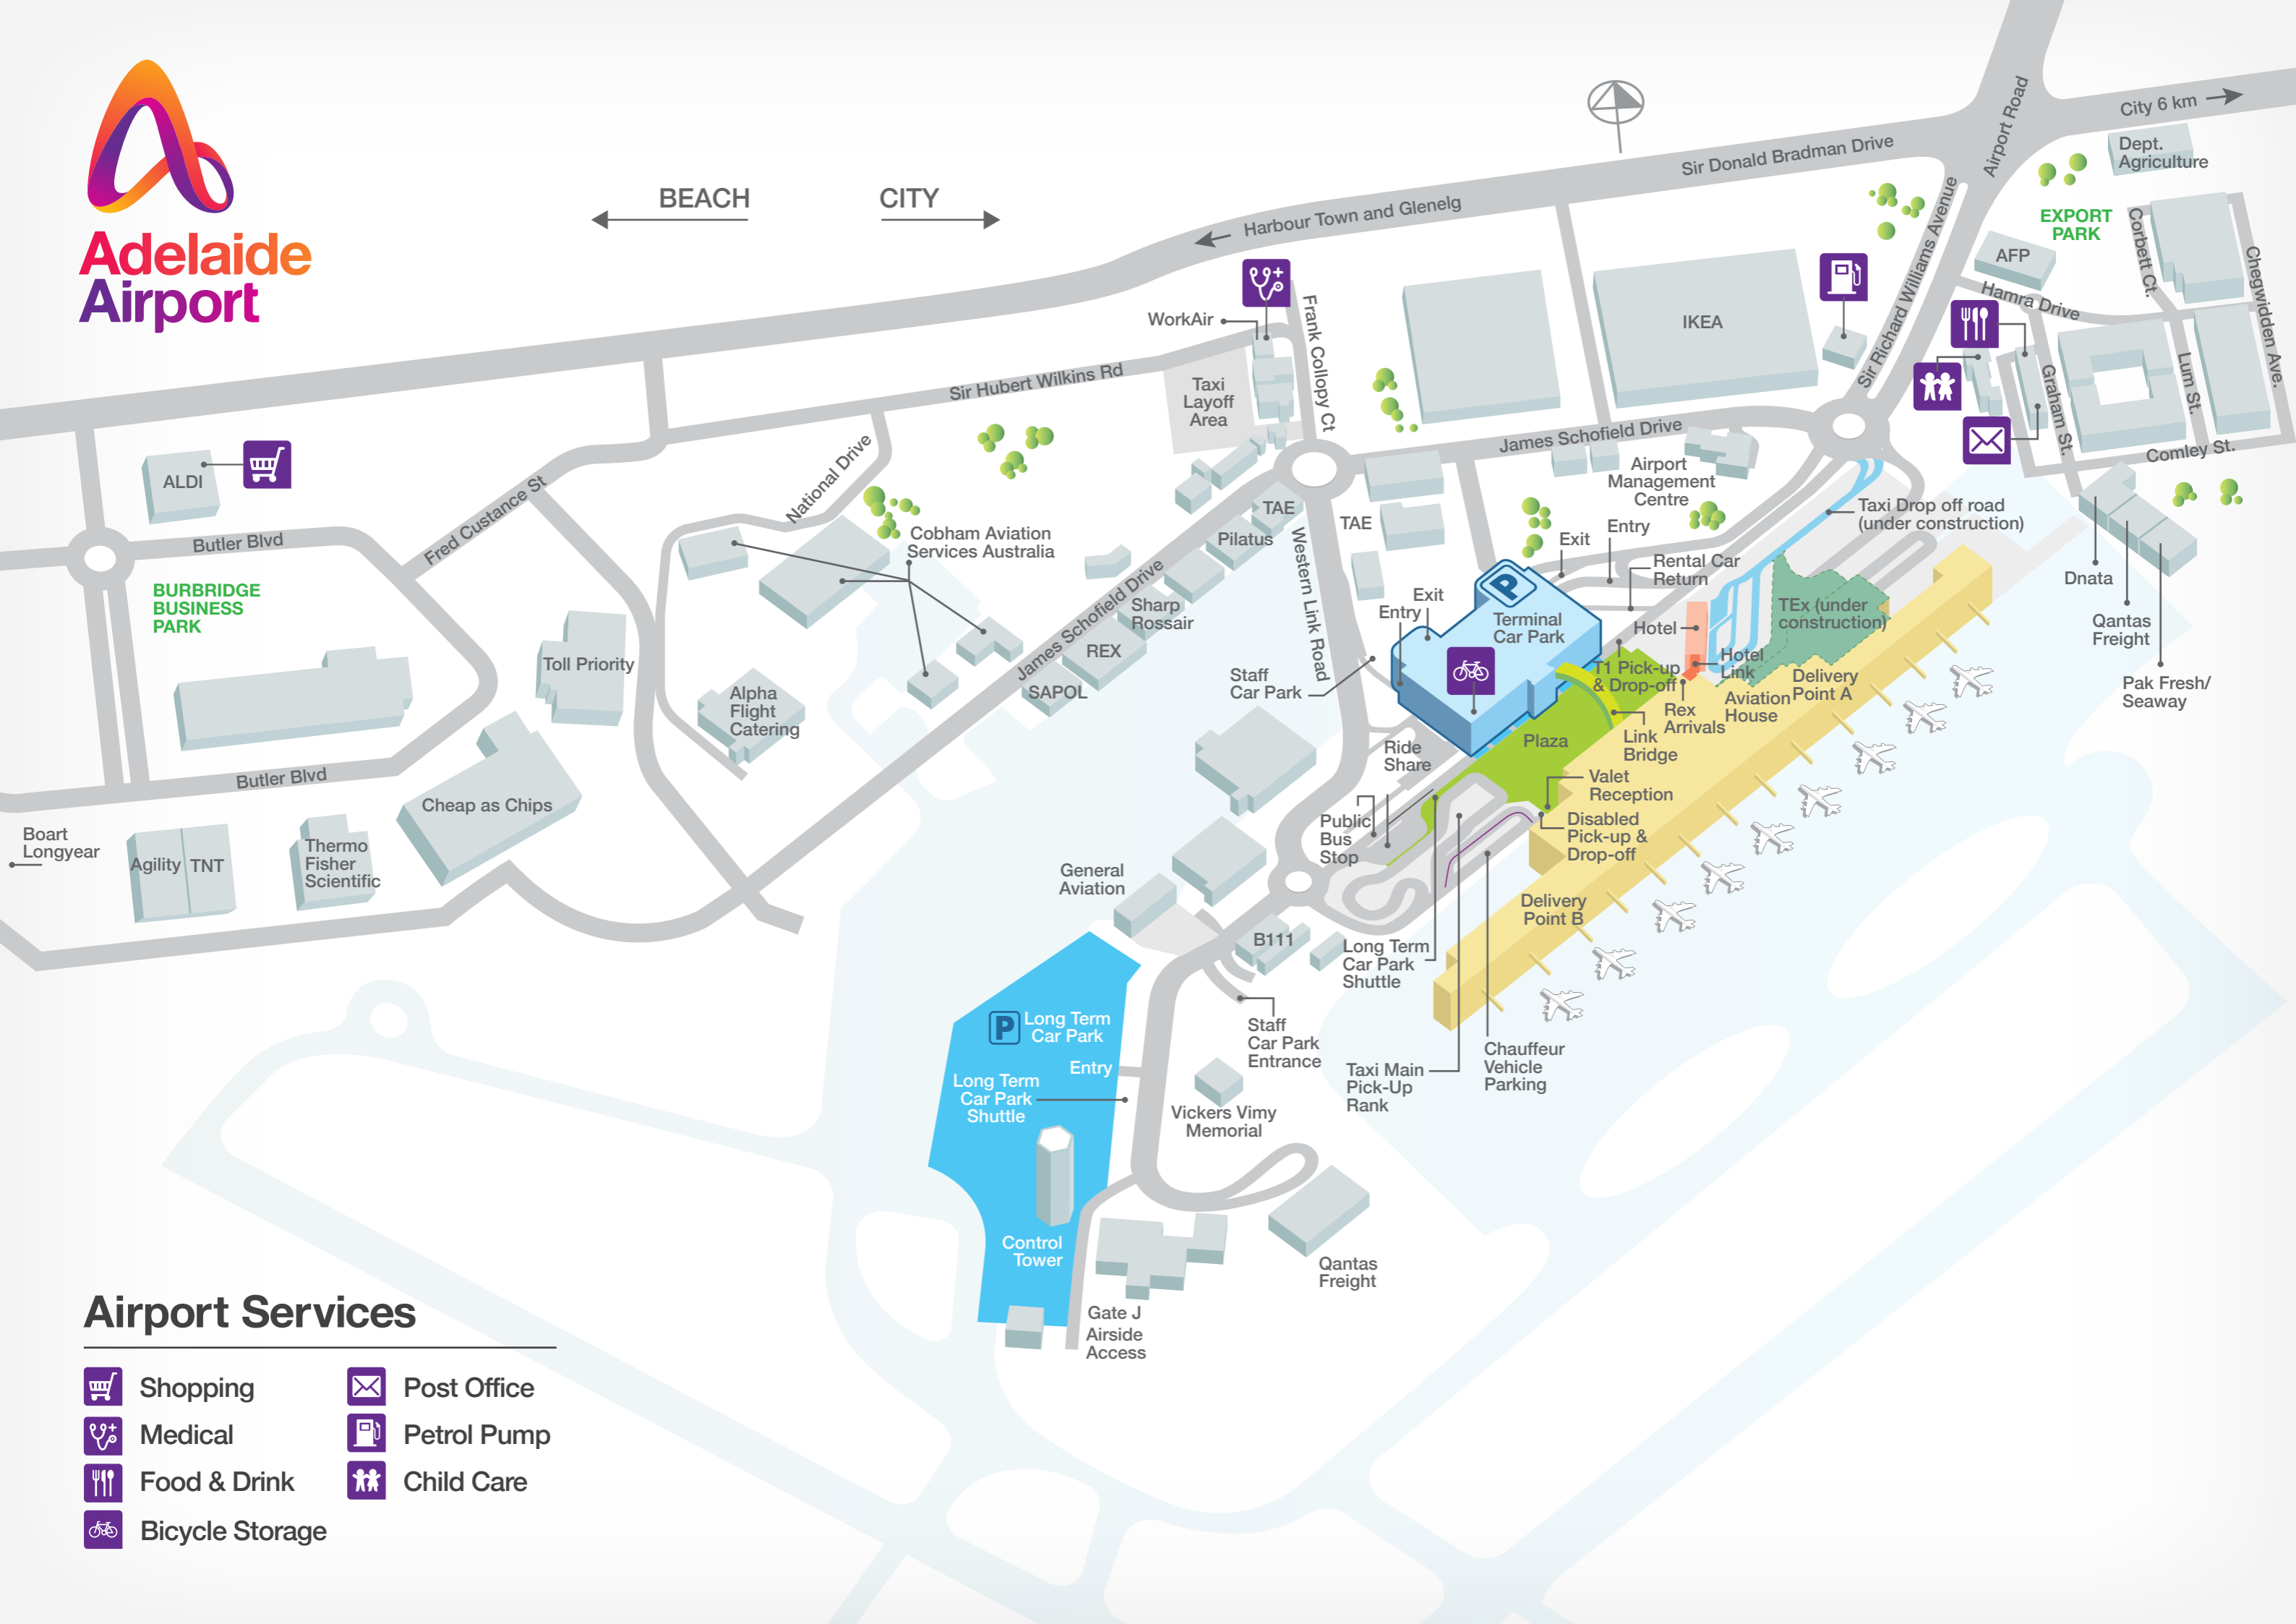 Adelaide
Airport
BEACH
CITY
Harbour Town and Glenelg
Sir Donald Bradman Drive
Airport Road
City 6 km
Dept.
Agriculture
EXPORT
PARK
Corbett Ct.
Chegwidden Ave.
AFP
Hamra Drive
Sir Richard Williams Avenue
Graham St.
Lum St.
Comley St.
IKEA
WorkAir
Frank Collopy Ct
Sir Hubert Wilkins Rd
Taxi
Layoff
Area
James Schofield Drive
Airport
Management
Centre
Taxi Drop off road
(under construction)
ALDI
Butler Blvd
Fred Custance St
National Drive
BURBRIDGE
BUSINESS
PARK
Cobham Aviation
Services Australia
TAE
Pilatus
TAE
Western Link Road
James Schofield Drive
Sharp
Rossair
REX
SAPOL
Exit
Entry
Rental Car
Return
Exit
Entry
P
Terminal
Car Park
Hotel
TEx (under
construction)
Dnata
Qantas
Freight
Pak Fresh/
Seaway
Staff
Car Park
T1 Pick-up
& Drop-off
Hotel
Link
Rex
Arrivals
Aviation
House
Delivery
Point A
Link
Bridge
Plaza
Ride
Share
Valet
Reception
Public
Bus
Stop
Disabled
Pick-up &
Drop-off
Toll Priority
Alpha
Flight
Catering
Butler Blvd
Cheap as Chips
Boart
Longyear
Agility
TNT
Thermo
Fisher
Scientific
General
Aviation
B111
Delivery
Point B
Long Term
Car Park
Shuttle
Staff
Car Park
Entrance
Taxi Main
Pick-Up
Rank
Chauffeur
Vehicle
Parking
P
Long Term
Car Park
Entry
Long Term
Car Park
Shuttle
Vickers Vimy
Memorial
Control
Tower
Qantas
Freight
Gate J
Airside
Access
Airport Services
Shopping
Medical
Food & Drink
Bicycle Storage
Post Office
Petrol Pump
Child Care